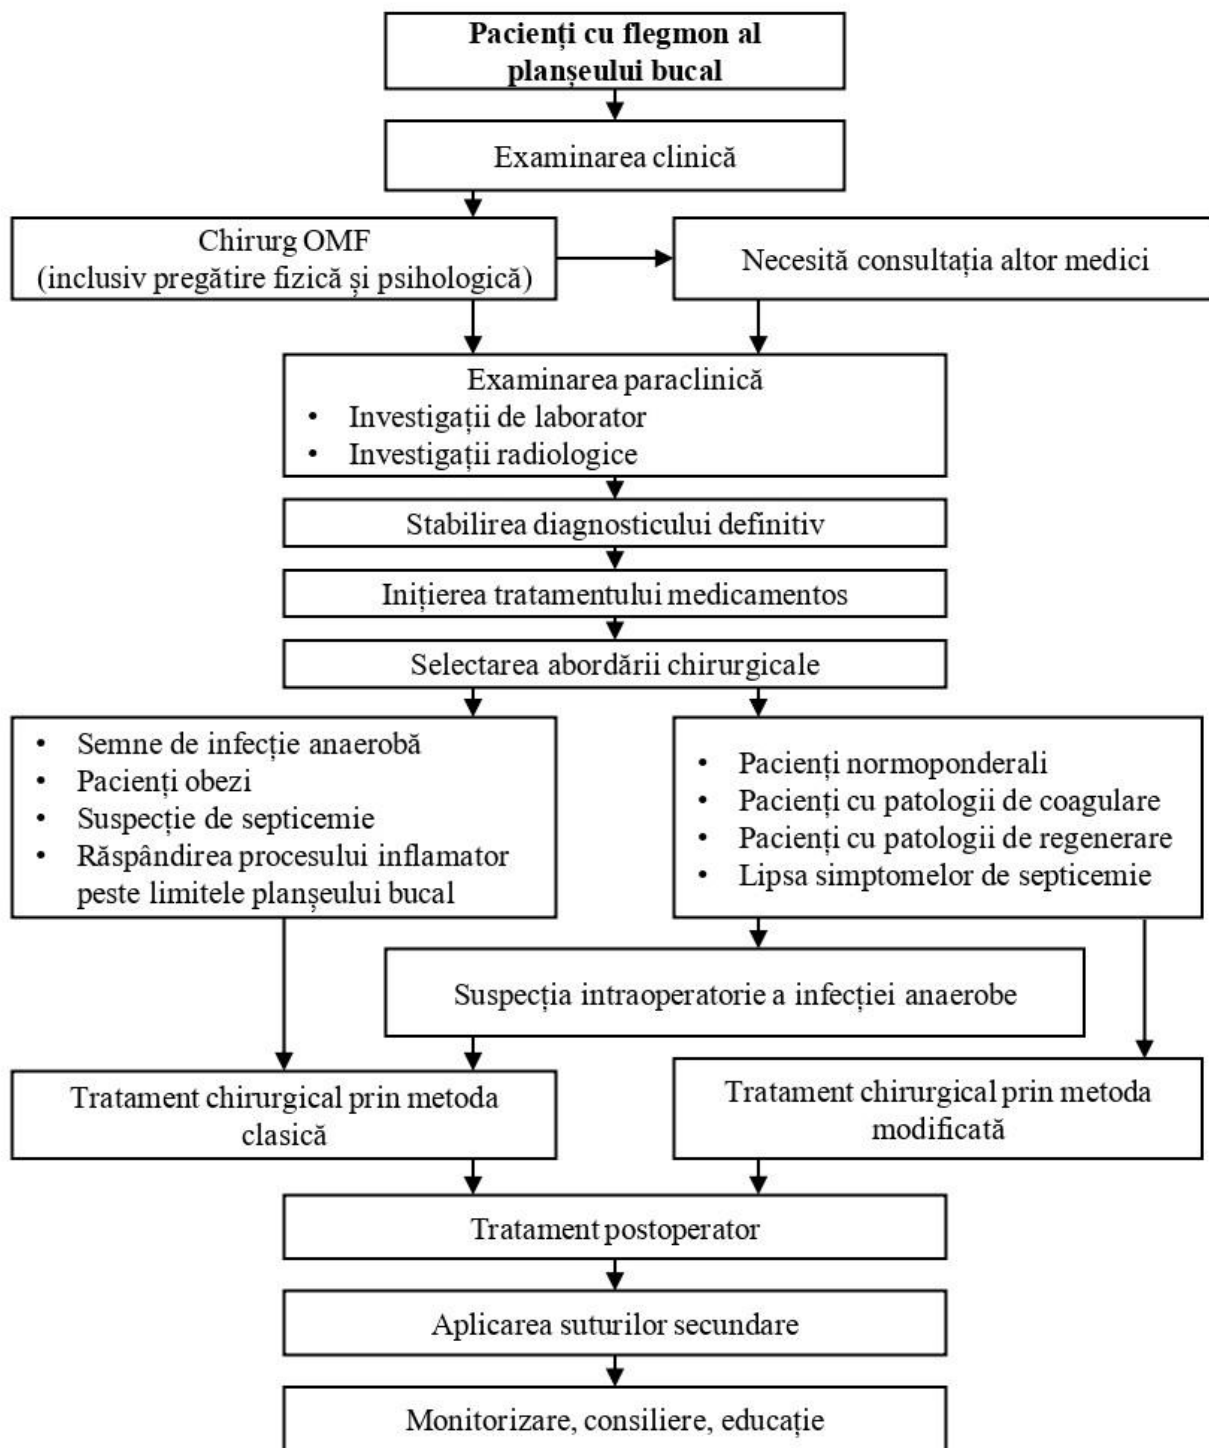 Pacienți cu flegmon al
planșeului bucal
Examinarea clinică
Chirurg OMF
(inclusiv pregătire fizică și psihologică)
Necesită consultația altor medici
Examinarea paraclinică
• Investigații de laborator
• Investigații radiologice
Stabilirea diagnosticului definitiv
Inițierea tratamentului medicamentos
Selectarea abordării chirurgicale
• Semne de infecție anaerobă
• Pacienți obezi
• Suspecție de septicemie
• Răspândirea procesului inflamator
peste limitele planșeului bucal
• Pacienți normoponderali
• Pacienți cu patologii de coagulare
• Pacienți cu patologii de regenerare
• Lipsa simptomelor de septicemie
Suspecția intraoperatorie a infecției anaerobe
Tratament chirurgical prin metoda
clasică
Tratament chirurgical prin metoda
modificată
Tratament postoperator
Aplicarea suturilor secundare
Monitorizare, consiliere, educație